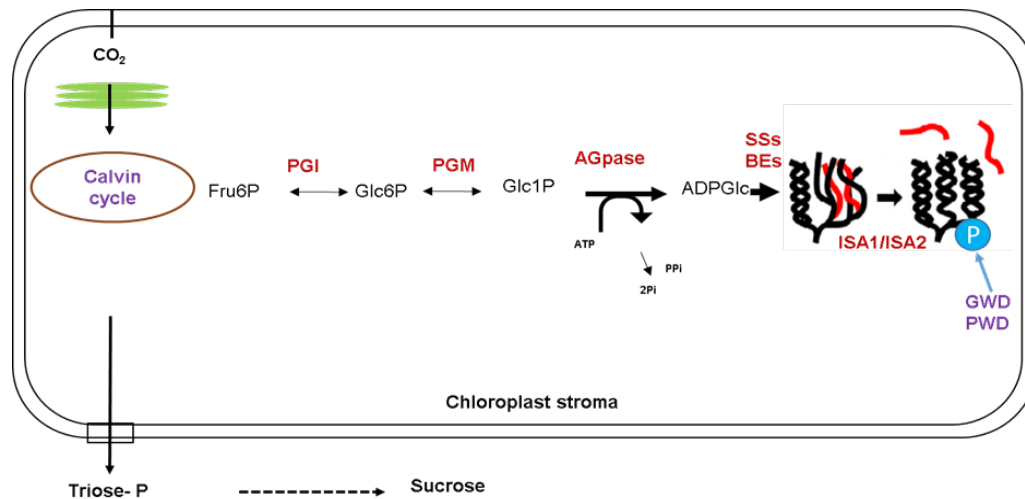 CO2
Calvin
cycle
Fru6P
PGI
Glc6P
PGM
Glc1P
AGpase
ATP
PPi
2Pi
ADPGlc
SSs
BEs
ISA1/ISA2
P
GWD
PWD
Chloroplast stroma
Triose- P
Sucrose